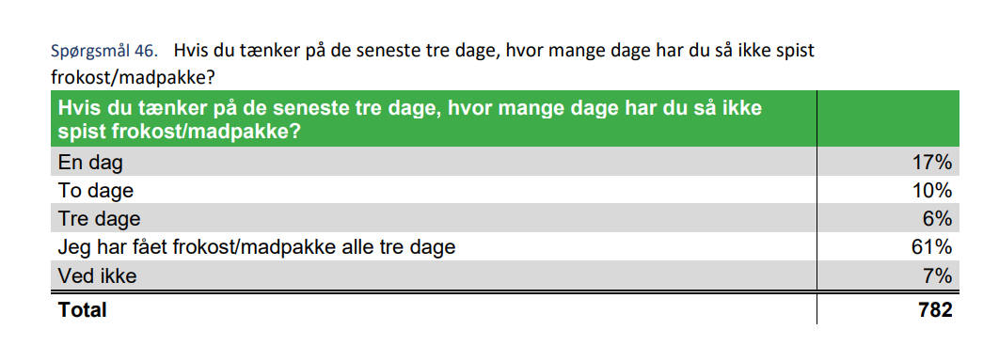 Spørgsmål 46. Hvis du tænker på de seneste tre dage, hvor mange dage har du så ikke spist
frokost/madpakke?
Hvis du tænker på de seneste tre dage, hvor mange dage har du så ikke
spist frokost/madpakke?
En dag 17%
To dage 10%
Tre dage 6%
Jeg har fået frokost/madpakke alle tre dage 61%
Ved ikke 7%
Total 782